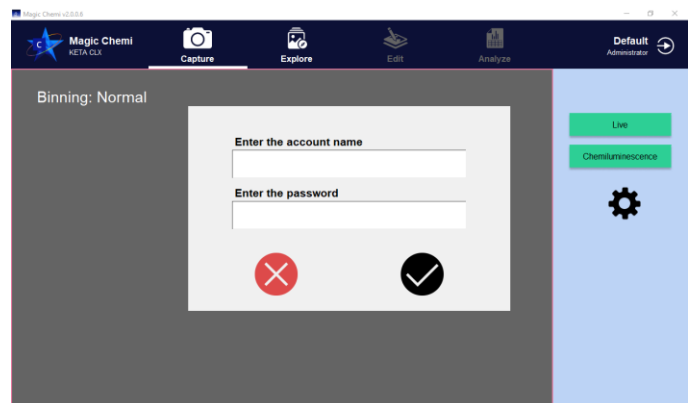 Magic Chemi v2.0.0.8
Magic Chemi
KETA CLX
Capture
Explore
Edit
Analyze
Default
Administrator
Binning: Normal
Enter the account name
Enter the password
Live
Chemiluminescence